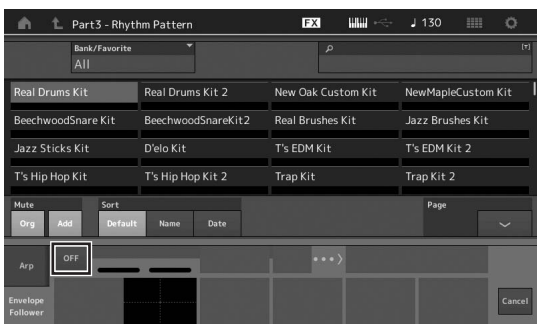 Part3 - Rhythm Pattern FX ♩ 130
Bank/Favorite
All
Real Drums Kit Real Drums Kit 2 New Oak Custom Kit NewMapleCustom Kit
BeechwoodSnare Kit BeechwoodSnareKit2 Real Brushes Kit Jazz Brushes Kit
Jazz Sticks Kit D'elo Kit T's EDM Kit T's EDM Kit 2
T's Hip Hop Kit T's Hip Hop Kit 2 Trap Kit Trap Kit 2
Mute Sort Page
Org Add Default Name Date
Arp OFF
Envelope Follower Cancel